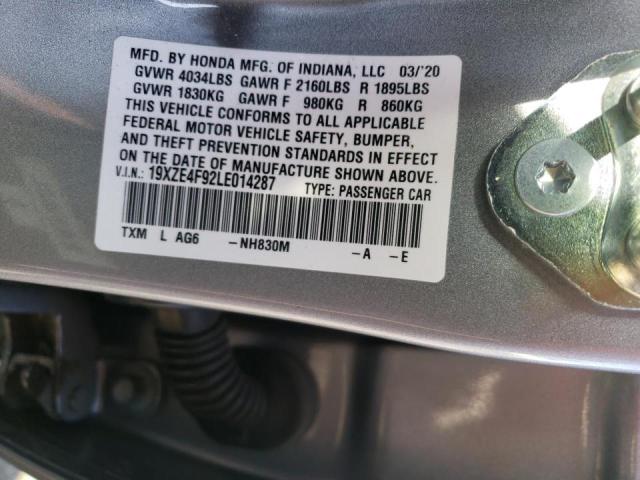 MFD. BY HONDA MFG. OF INDIANA, LLC 03/'20
GVWR 4034LBS GAWR F 2160LBS R 1895LBS
GVWR 1830KG GAWR F 980KG R 860KG
THIS VEHICLE CONFORMS TO ALL APPLICABLE
FEDERAL MOTOR VEHICLE SAFETY, BUMPER,
AND THEFT PREVENTION STANDARDS IN EFFECT
ON THE DATE OF MANUFACTURE SHOWN ABOVE.
V.I.N.: 19XZE4F92LE014287 TYPE: PASSENGER CAR
TXM L AG6 -NH830M -A -E